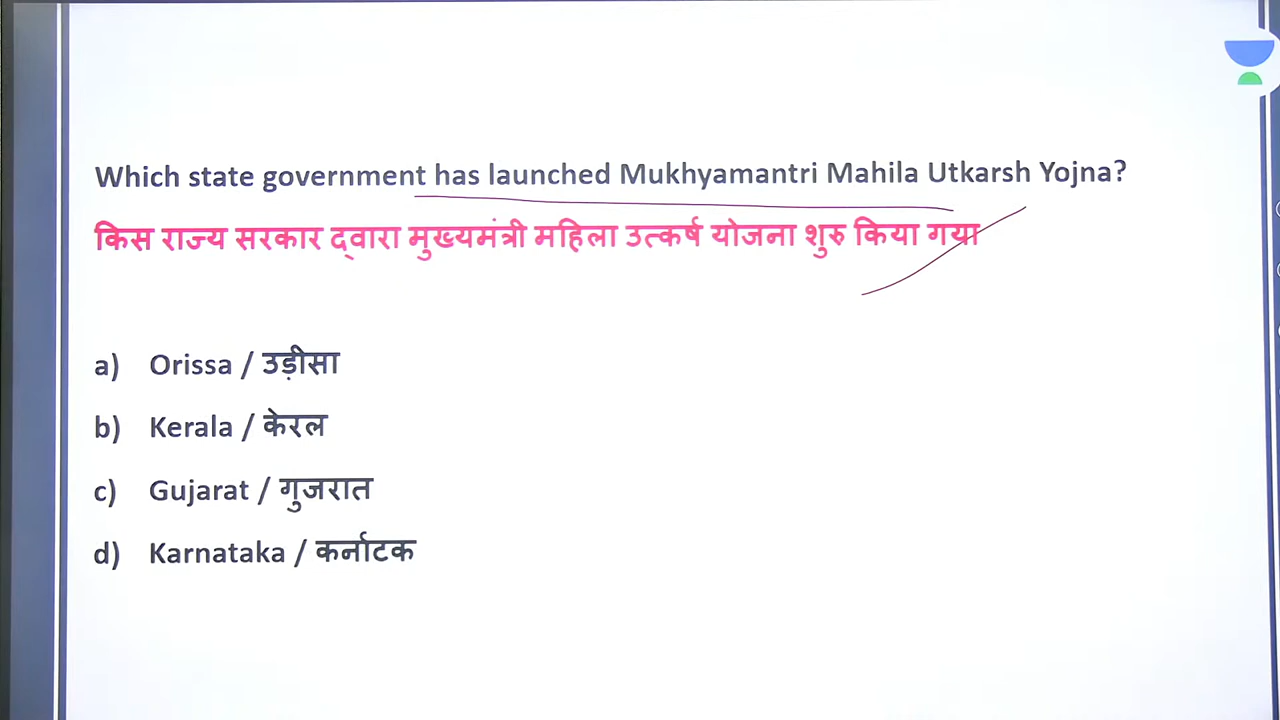 Which state government has launched Mukhyamantri Mahila Utkarsh Yojna?
किस राज्य सरकार द्वारा मुख्यमंत्री महिला उत्कर्ष योजना शुरु किया गया
a) Orissa / उड़ीसा
b) Kerala / केरल
c) Gujarat / गुजरात
d) Karnataka / कर्नाटक